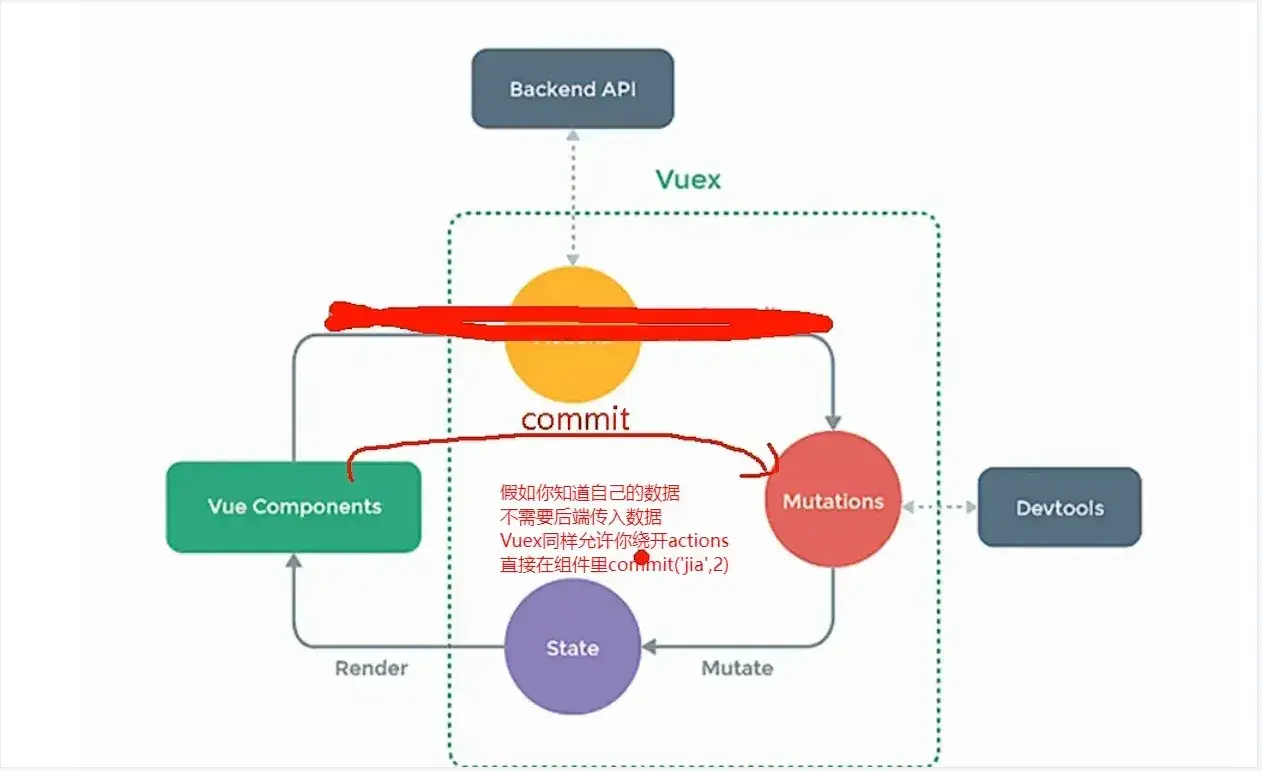 Backend API
Vuex
commit
Vue Components
假如你知道自己的数据
不需要后端传入数据
Vuex同样允许你绕开actions
直接在组件里commit('jia',2)
Mutations
Devtools
State
Render
Mutate